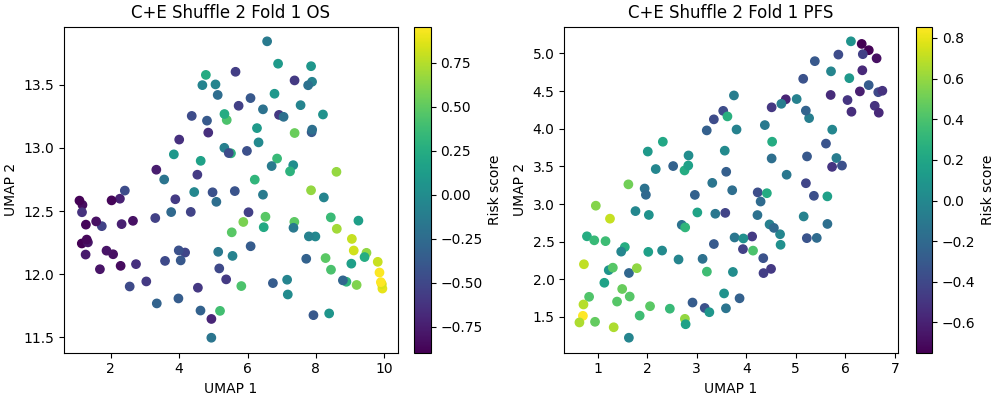 C+E Shuffle 2 Fold 1 OS
UMAP 2
13.5
13.0
12.5
12.0
11.5
2 4 6 8 10
UMAP 1
0.75
0.50
0.25
0.00
−0.25
−0.50
−0.75
Risk score
C+E Shuffle 2 Fold 1 PFS
UMAP 2
5.0
4.5
4.0
3.5
3.0
2.5
2.0
1.5
1 2 3 4 5 6 7
UMAP 1
0.8
0.6
0.4
0.2
0.0
−0.2
−0.4
−0.6
Risk score